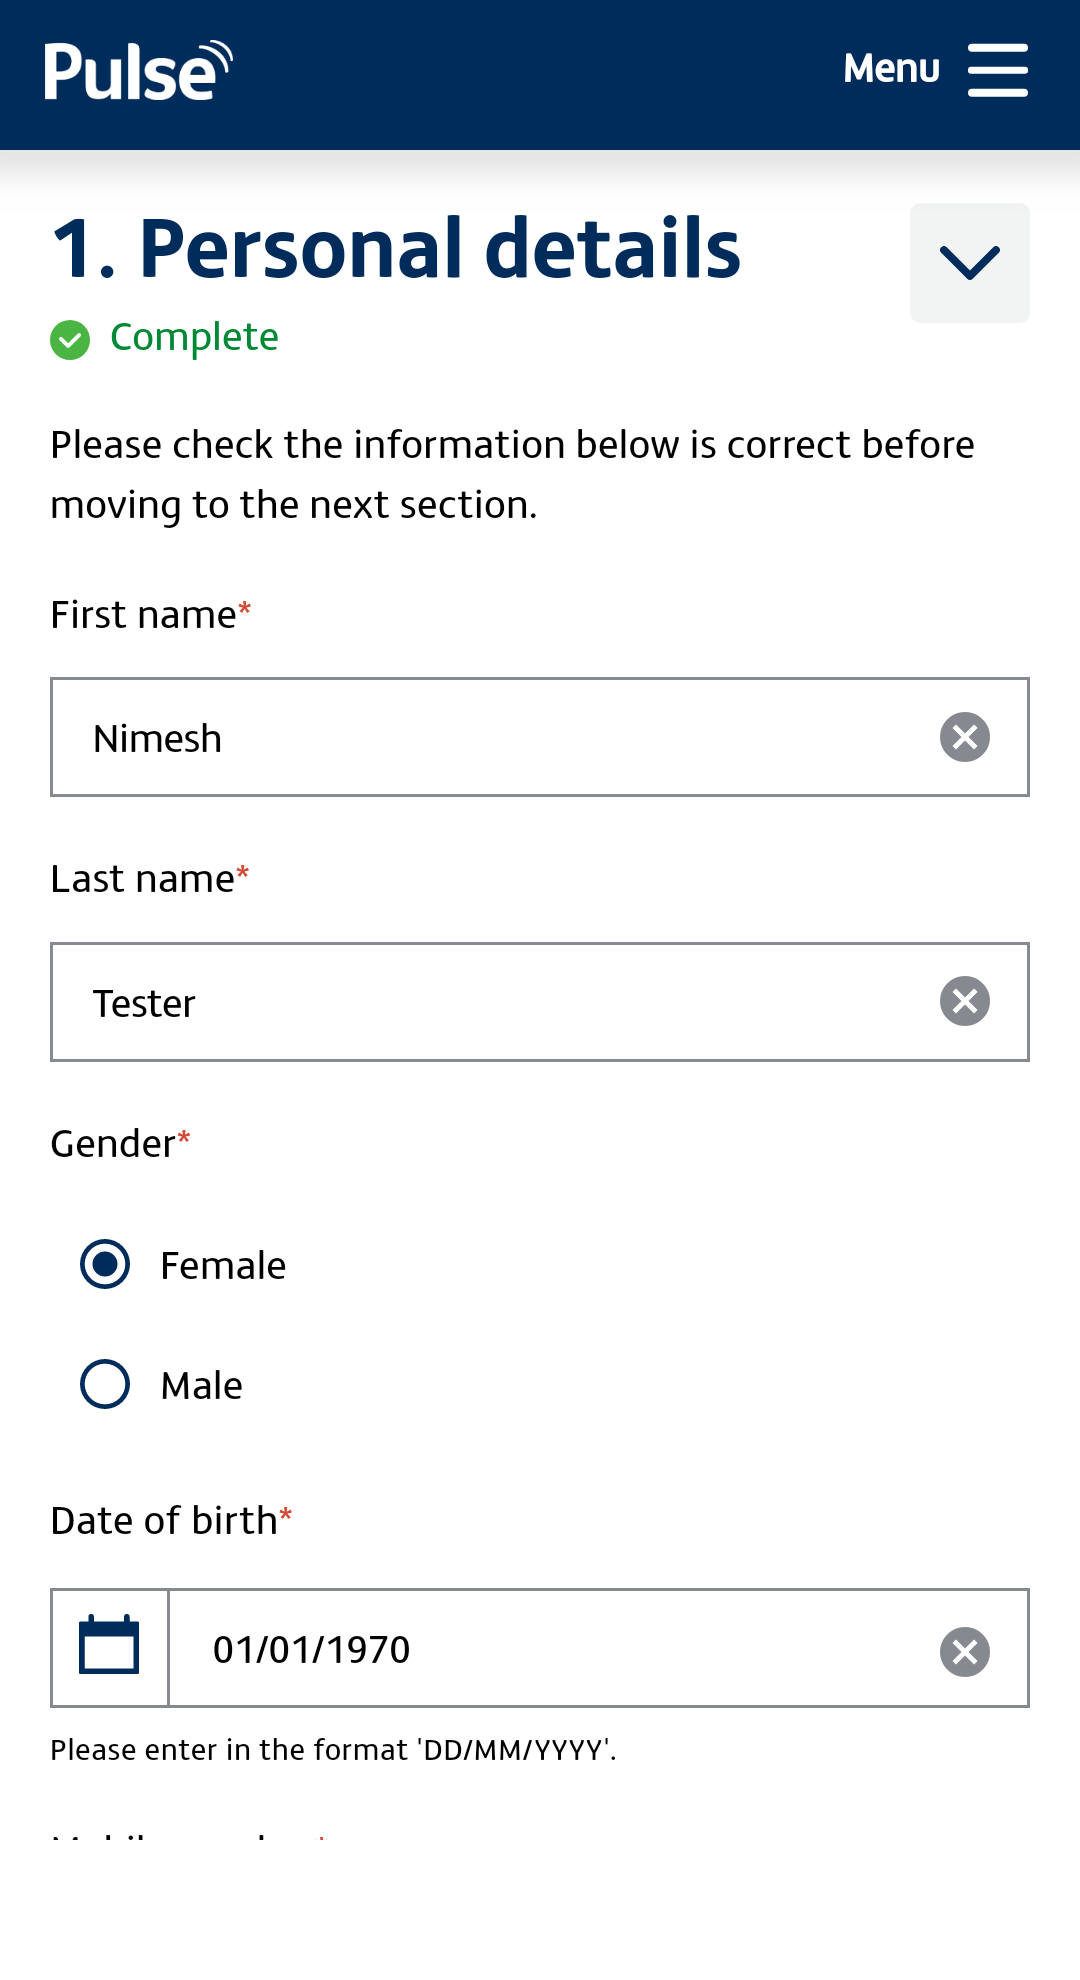 Pulse
Menu
1. Personal details
Complete
Please check the information below is correct before
moving to the next section.
First name*
Nimesh
Last name*
Tester
Gender*
Female
Male
Date of birth*
01/01/1970
Please enter in the format 'DD/MM/YYYY'.